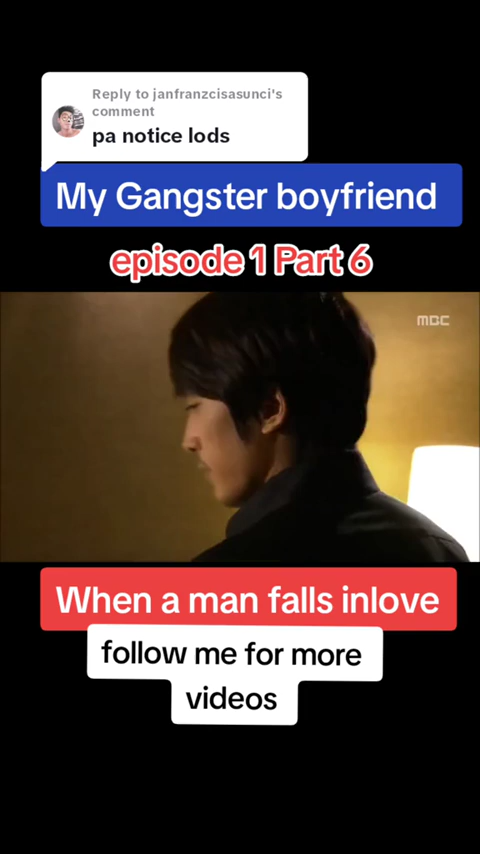 Reply to janfranzcisasunci's
comment
pa notice lods
My Gangster boyfriend
episode 1 Part 6
MBC
When a man falls inlove
follow me for more
videos